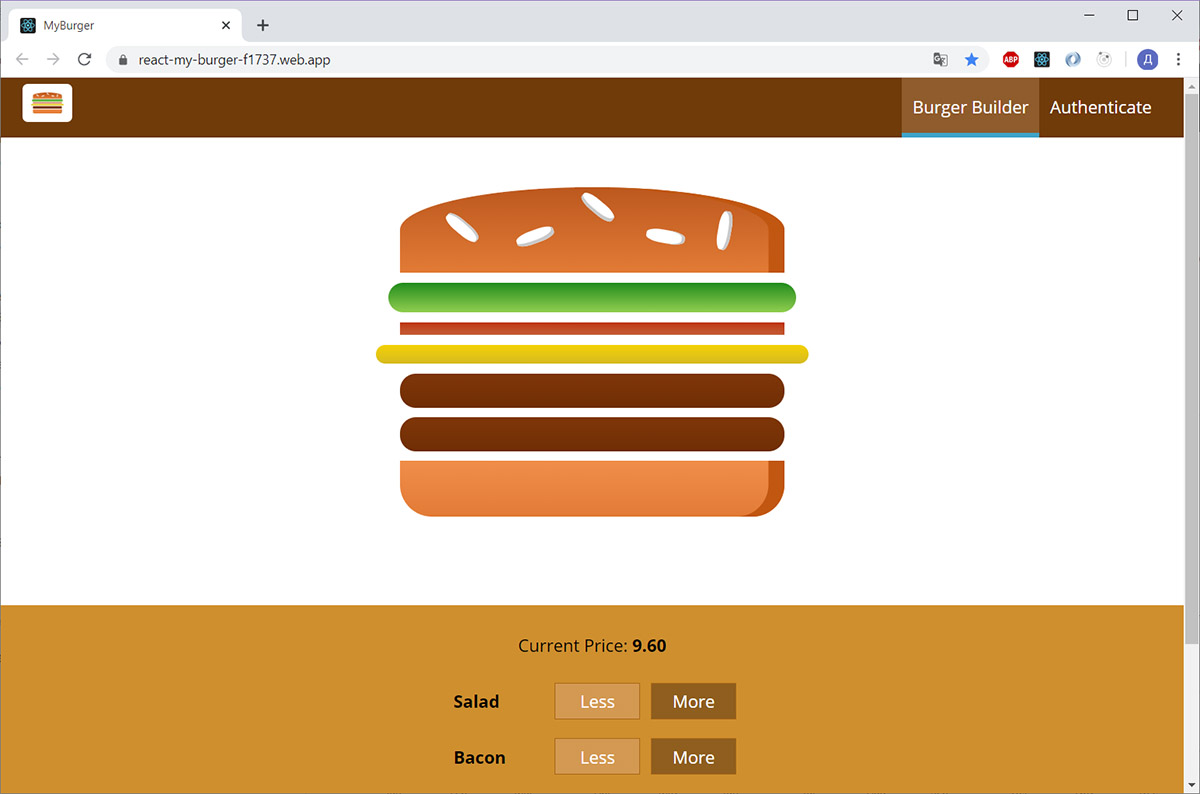 MyBurger
react-my-burger-f1737.web.app
ABP
Д
Burger Builder
Authenticate
Current Price: 9.60
Salad
Less
More
Bacon
Less
More